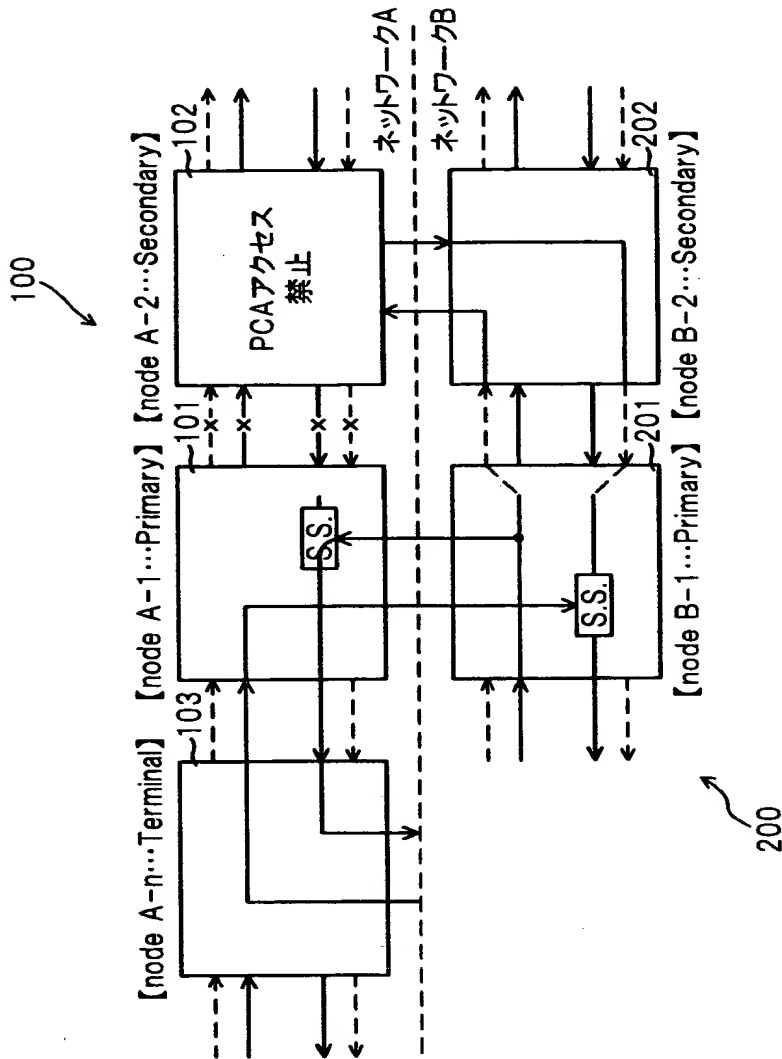 100
【node A-n…Terminal】
103
【node A-1…Primary】
101
【node A-2…Secondary】
102
S.S.
PCAアクセス
禁止
ネットワークA
ネットワークB
S.S.
201
【node B-1…Primary】
202
【node B-2…Secondary】
200